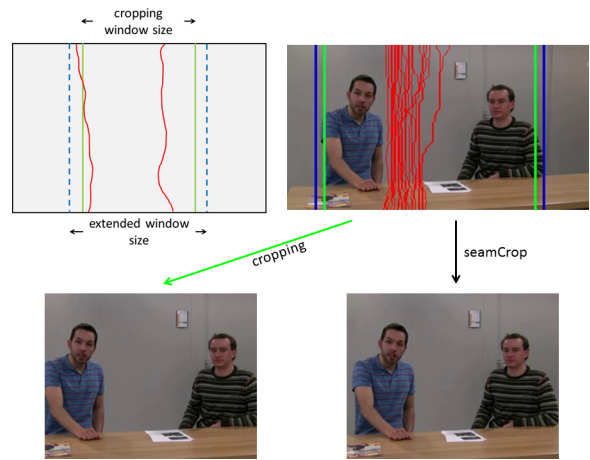 cropping
window size
extended window
size
cropping
seamCrop